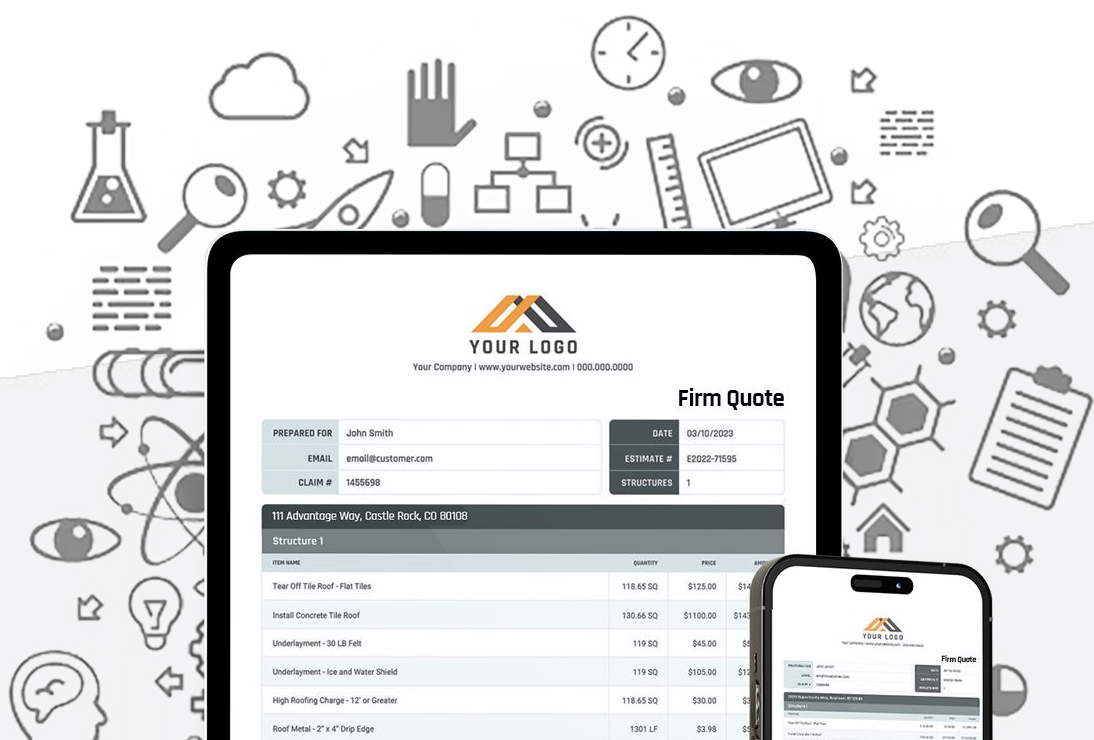 YOUR LOGO
Your Company | www.yourwebsite.com | 000.000.0000
Firm Quote
PREPARED FOR John Smith DATE 03/10/2023
EMAIL email@customer.com ESTIMATE # E2022-71595
CLAIM # 1455698 STRUCTURES 1
111 Advantage Way, Castle Rock, CO 80108
Structure 1
ITEM NAME QUANTITY PRICE
Tear Off Tile Roof - Flat Tiles 118.65 SQ $125.00
Install Concrete Tile Roof 130.66 SQ $1100.00
Underlayment - 30 LB Felt 119 SQ $45.00
Underlayment - Ice and Water Shield 119 SQ $105.00
High Roofing Charge - 12' or Greater 118.65 SQ $30.00
Roof Metal - 2" x 4" Drip Edge 1301 LF $3.98
YOUR LOGO
Firm Quote
Structure 1